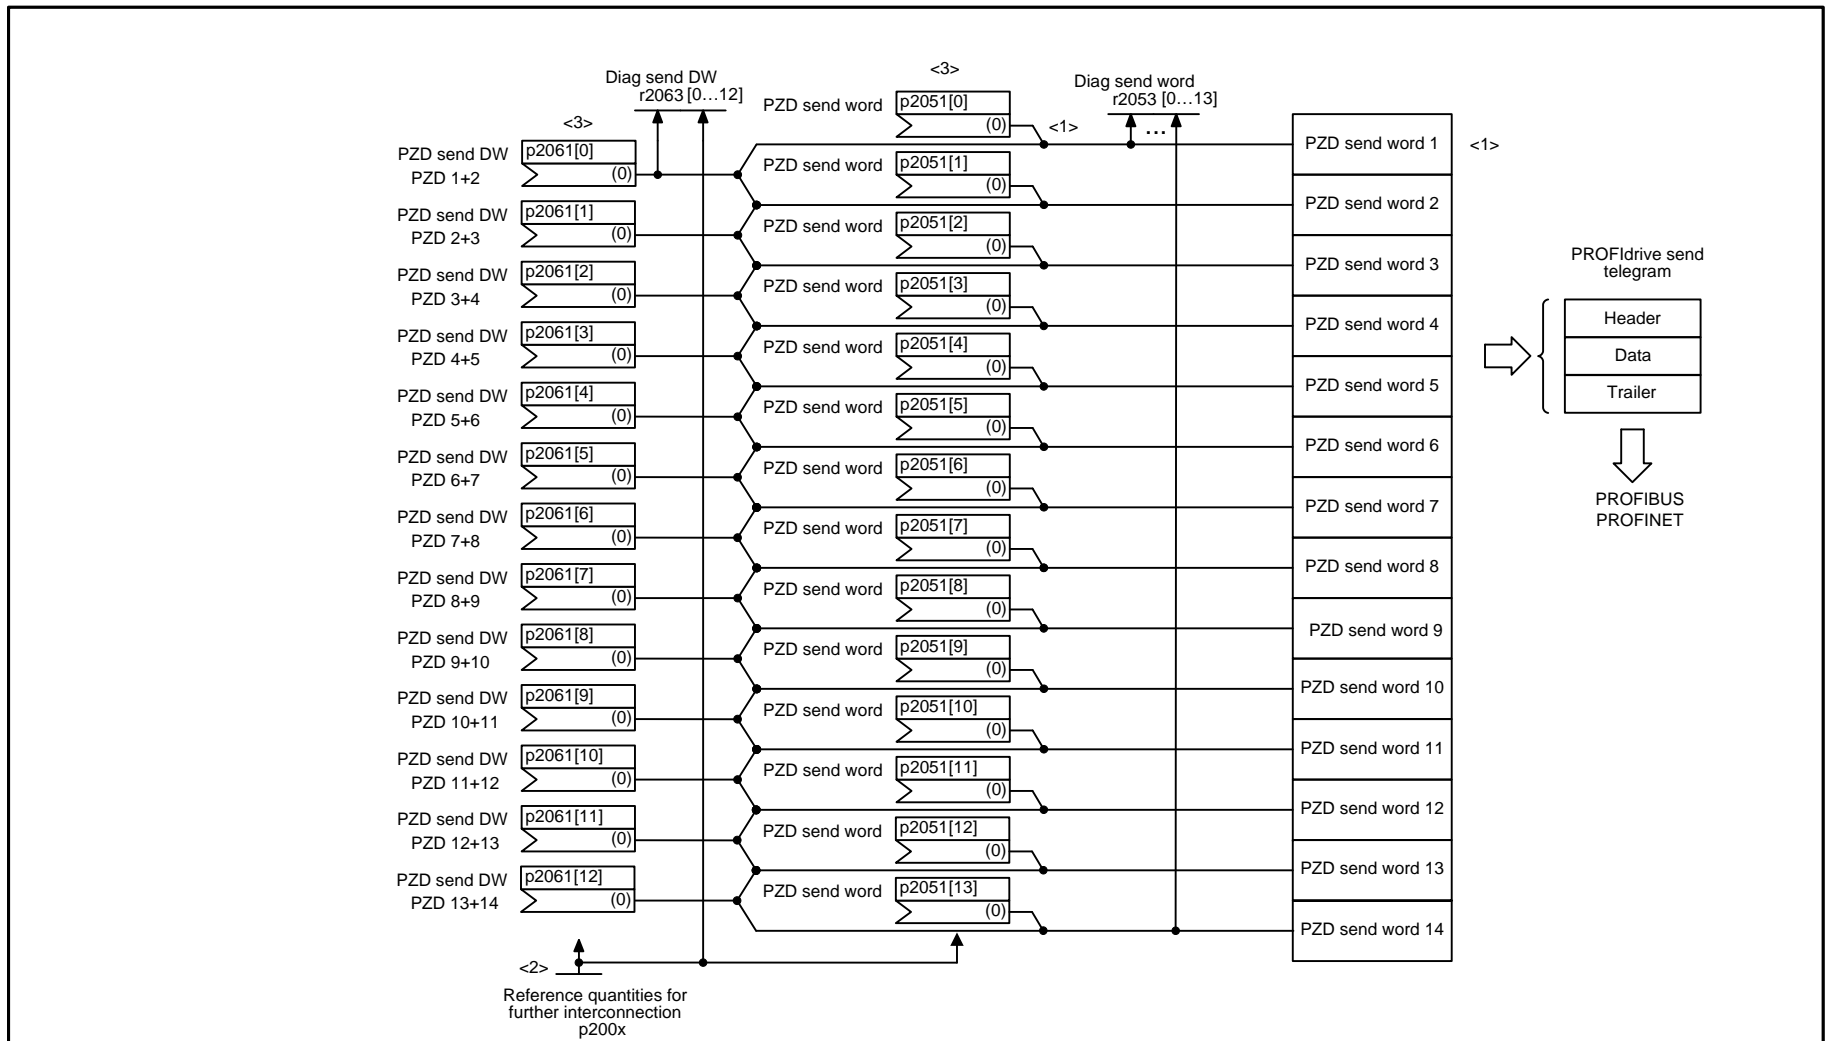 Diag send DW
r2063 [0…12]
<3>
PZD send DW
PZD 1+2
p2061[0]
(0)
PZD send DW
PZD 2+3
p2061[1]
(0)
PZD send DW
PZD 3+4
p2061[2]
(0)
PZD send DW
PZD 4+5
p2061[3]
(0)
PZD send DW
PZD 5+6
p2061[4]
(0)
PZD send DW
PZD 6+7
p2061[5]
(0)
PZD send DW
PZD 7+8
p2061[6]
(0)
PZD send DW
PZD 8+9
p2061[7]
(0)
PZD send DW
PZD 9+10
p2061[8]
(0)
PZD send DW
PZD 10+11
p2061[9]
(0)
PZD send DW
PZD 11+12
p2061[10]
(0)
PZD send DW
PZD 12+13
p2061[11]
(0)
PZD send DW
PZD 13+14
p2061[12]
(0)
<2>
Reference quantities for
further interconnection
p200x
<3>
PZD send word
p2051[0]
(0)
PZD send word
p2051[1]
(0)
PZD send word
p2051[2]
(0)
PZD send word
p2051[3]
(0)
PZD send word
p2051[4]
(0)
PZD send word
p2051[5]
(0)
PZD send word
p2051[6]
(0)
PZD send word
p2051[7]
(0)
PZD send word
p2051[8]
(0)
PZD send word
p2051[9]
(0)
PZD send word
p2051[10]
(0)
PZD send word
p2051[11]
(0)
PZD send word
p2051[12]
(0)
PZD send word
p2051[13]
(0)
<1>
Diag send word
r2053 [0…13]
...
PZD send word 1
PZD send word 2
PZD send word 3
PZD send word 4
PZD send word 5
PZD send word 6
PZD send word 7
PZD send word 8
PZD send word 9
PZD send word 10
PZD send word 11
PZD send word 12
PZD send word 13
PZD send word 14
<1>
PROFIdrive send
telegram
Header
Data
Trailer
PROFIBUS
PROFINET